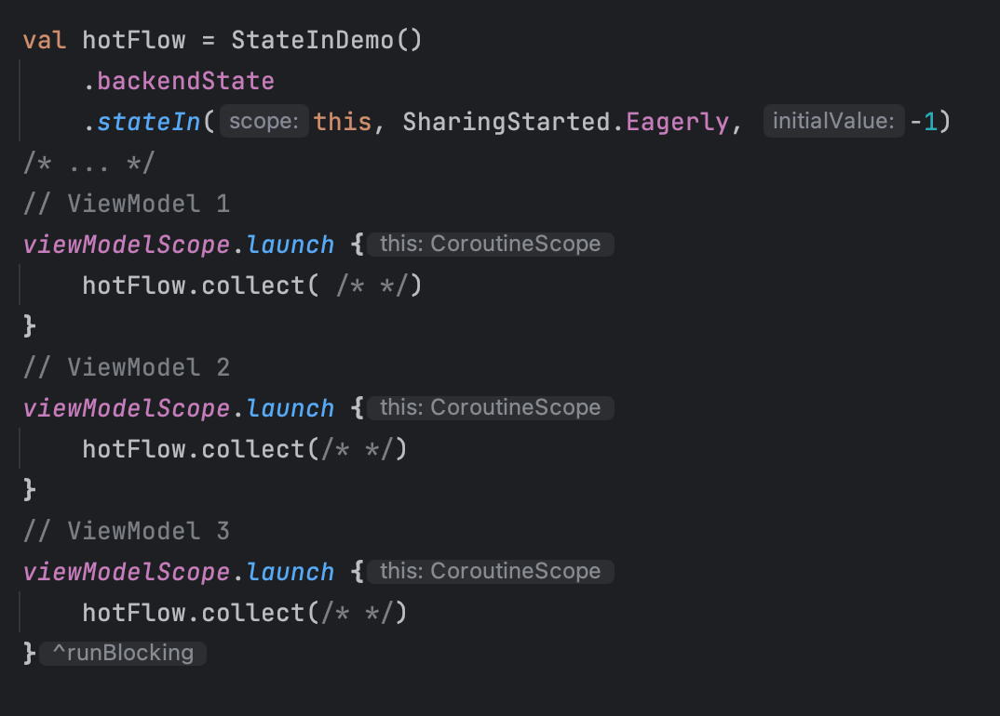 val hotFlow = StateInDemo()
    .backendState
    .stateIn( scope: this, SharingStarted.Eagerly, initialValue: -1)
/* ... */
// ViewModel 1
viewModelScope.launch { this: CoroutineScope
    hotFlow.collect( /* */)
}
// ViewModel 2
viewModelScope.launch { this: CoroutineScope
    hotFlow.collect(/* */)
}
// ViewModel 3
viewModelScope.launch { this: CoroutineScope
    hotFlow.collect(/* */)
} ^runBlocking